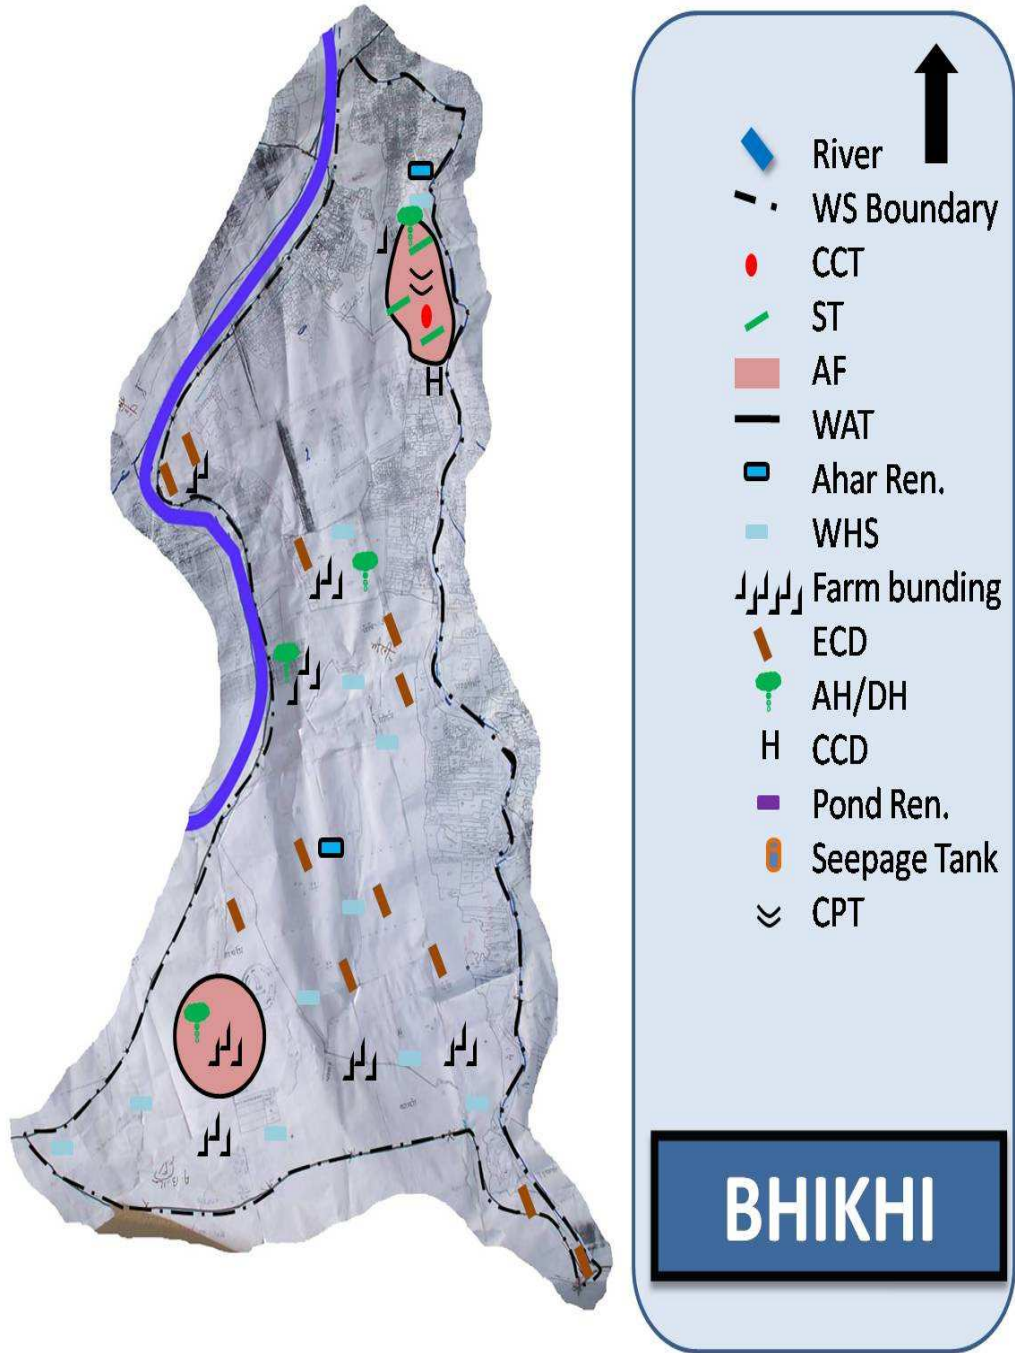 River
WS Boundary
CCT
ST
AF
WAT
Ahar Ren.
WHS
Farm bunding
ECD
AH/DH
H CCD
Pond Ren.
Seepage Tank
CPT
H
BHIKHI